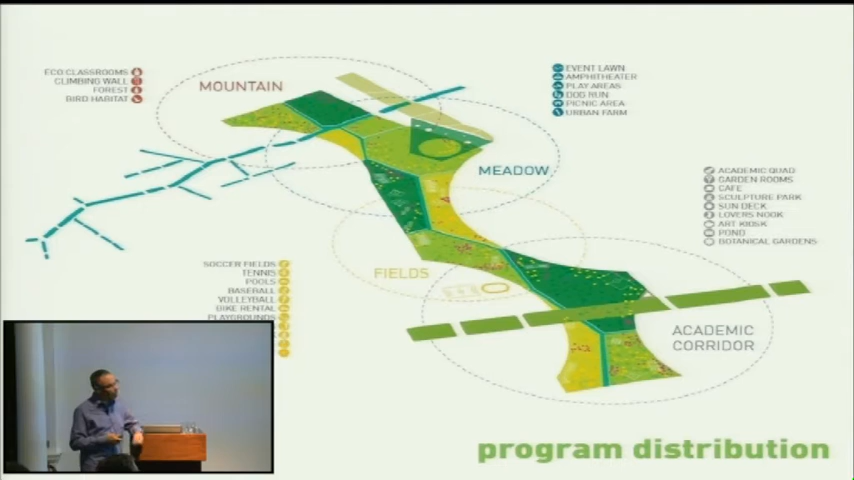 ECO CLASSROOMS
CLIMBING WALL
FOREST
BIRD HABITAT
MOUNTAIN
EVENT LAWN
AMPHITHEATER
PLAY AREAS
DOG RUN
PICNIC AREA
URBAN FARM
MEADOW
ACADEMIC QUAD
GARDEN ROOMS
CAFE
SCULPTURE PARK
SUN DECK
LOVERS NOOK
ART KIOSK
POND
BOTANICAL GARDENS
FIELDS
SOCCER FIELDS
TENNIS
POOLS
BASEBALL
VOLLEYBALL
BIKE RENTAL
PLAYGROUNDS
ACADEMIC
CORRIDOR
program distribution